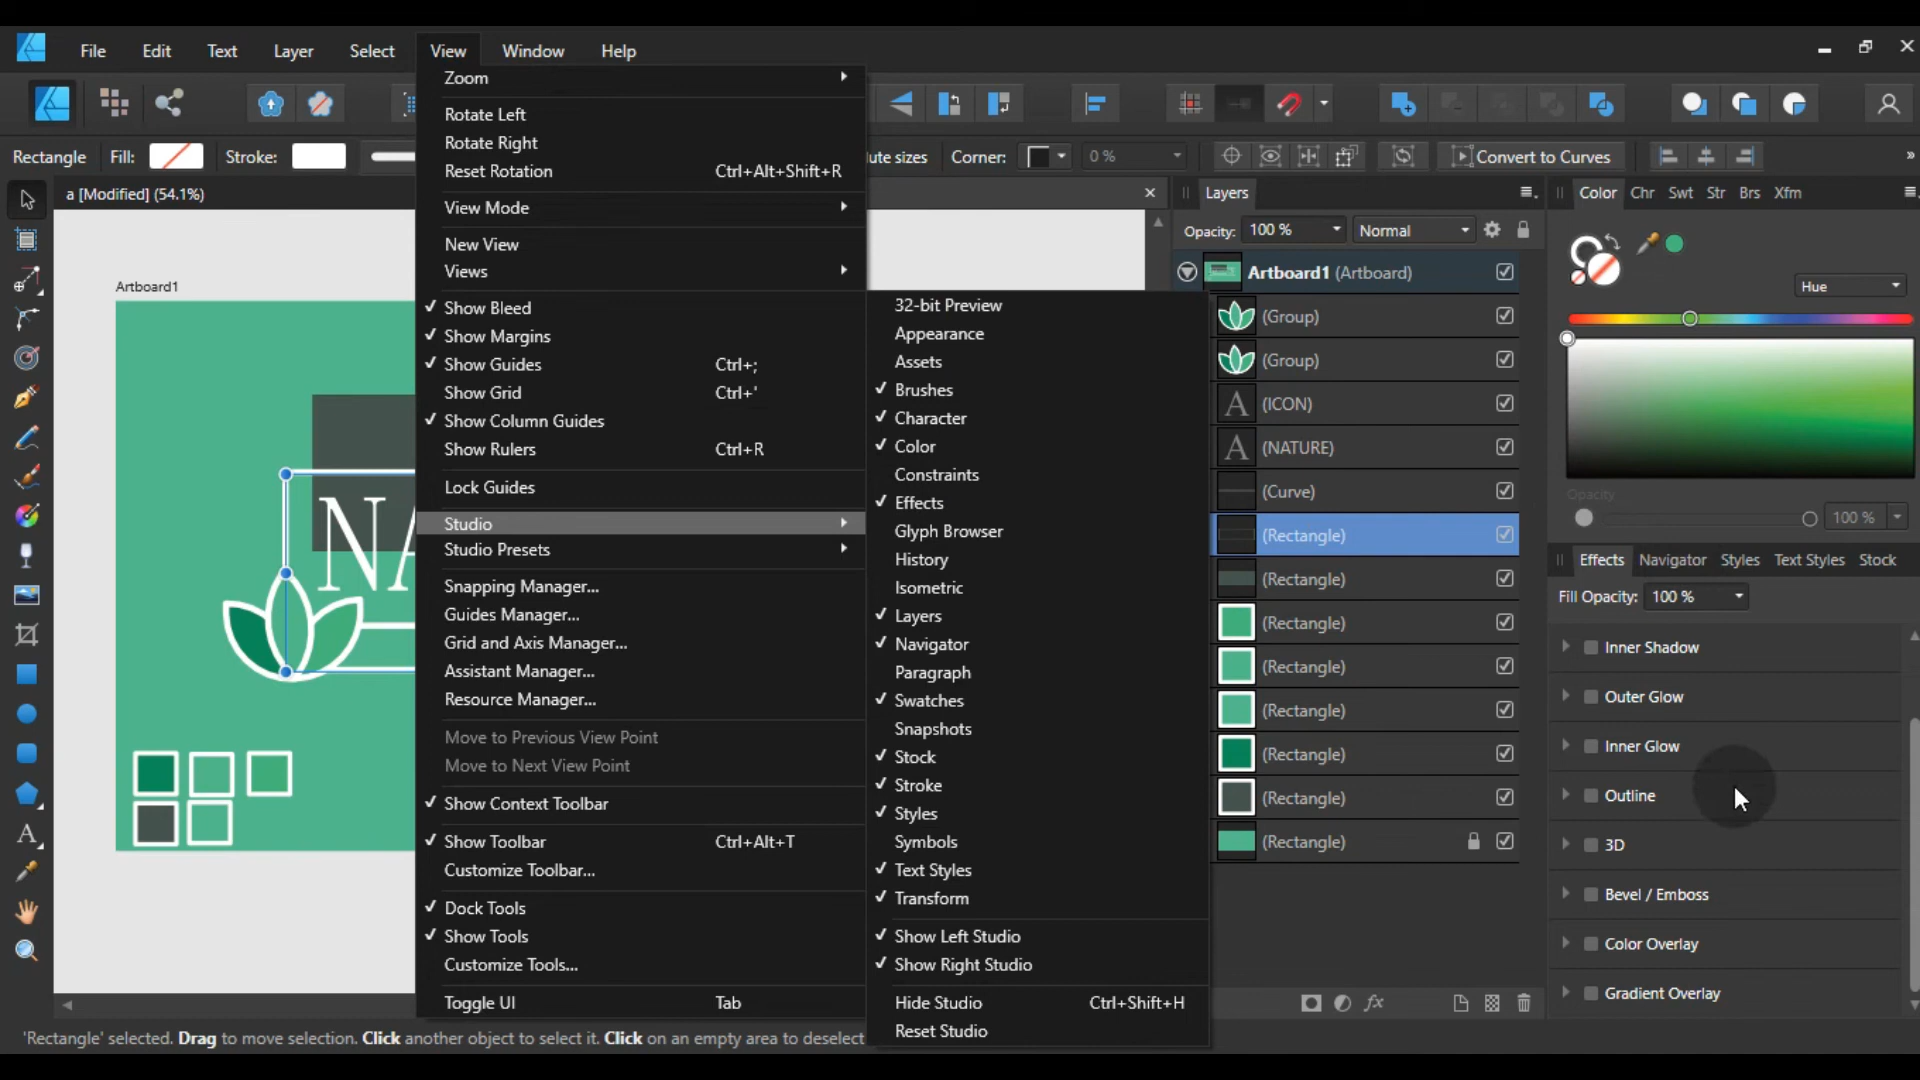 File Edit Text Layer Select View Window Help
Rectangle Fill: Stroke: Corner: 0 % Convert to Curves
a [Modified] (54.1%)
Artboard1
NA
Zoom
Rotate Left
Rotate Right
Reset Rotation Ctrl+Alt+Shift+R
View Mode
New View
Views
Show Bleed
Show Margins
Show Guides Ctrl+;
Show Grid Ctrl+'
Show Column Guides
Show Rulers Ctrl+R
Lock Guides
Studio
Studio Presets
Snapping Manager...
Guides Manager...
Grid and Axis Manager...
Assistant Manager...
Resource Manager...
Move to Previous View Point
Move to Next View Point
Show Context Toolbar
Show Toolbar Ctrl+Alt+T
Customize Toolbar...
Dock Tools
Show Tools
Customize Tools...
Toggle UI Tab
32-bit Preview
Appearance
Assets
Brushes
Character
Color
Constraints
Effects
Glyph Browser
History
Isometric
Layers
Navigator
Paragraph
Swatches
Snapshots
Stock
Stroke
Styles
Symbols
Text Styles
Transform
Show Left Studio
Show Right Studio
Hide Studio Ctrl+Shift+H
Reset Studio
Layers
Opacity: 100 % Normal
Artboard1 (Artboard)
(Group)
(Group)
A (ICON)
A (NATURE)
(Curve)
(Rectangle)
(Rectangle)
(Rectangle)
(Rectangle)
(Rectangle)
(Rectangle)
(Rectangle)
(Rectangle)
fx
Color Chr Swt Str Brs Xfm
Hue
Opacity
100 %
Effects Navigator Styles Text Styles Stock
Fill Opacity: 100 %
Inner Shadow
Outer Glow
Inner Glow
Outline
3D
Bevel / Emboss
Color Overlay
Gradient Overlay
'Rectangle' selected. Drag to move selection. Click another object to select it. Click on an empty area to deselect